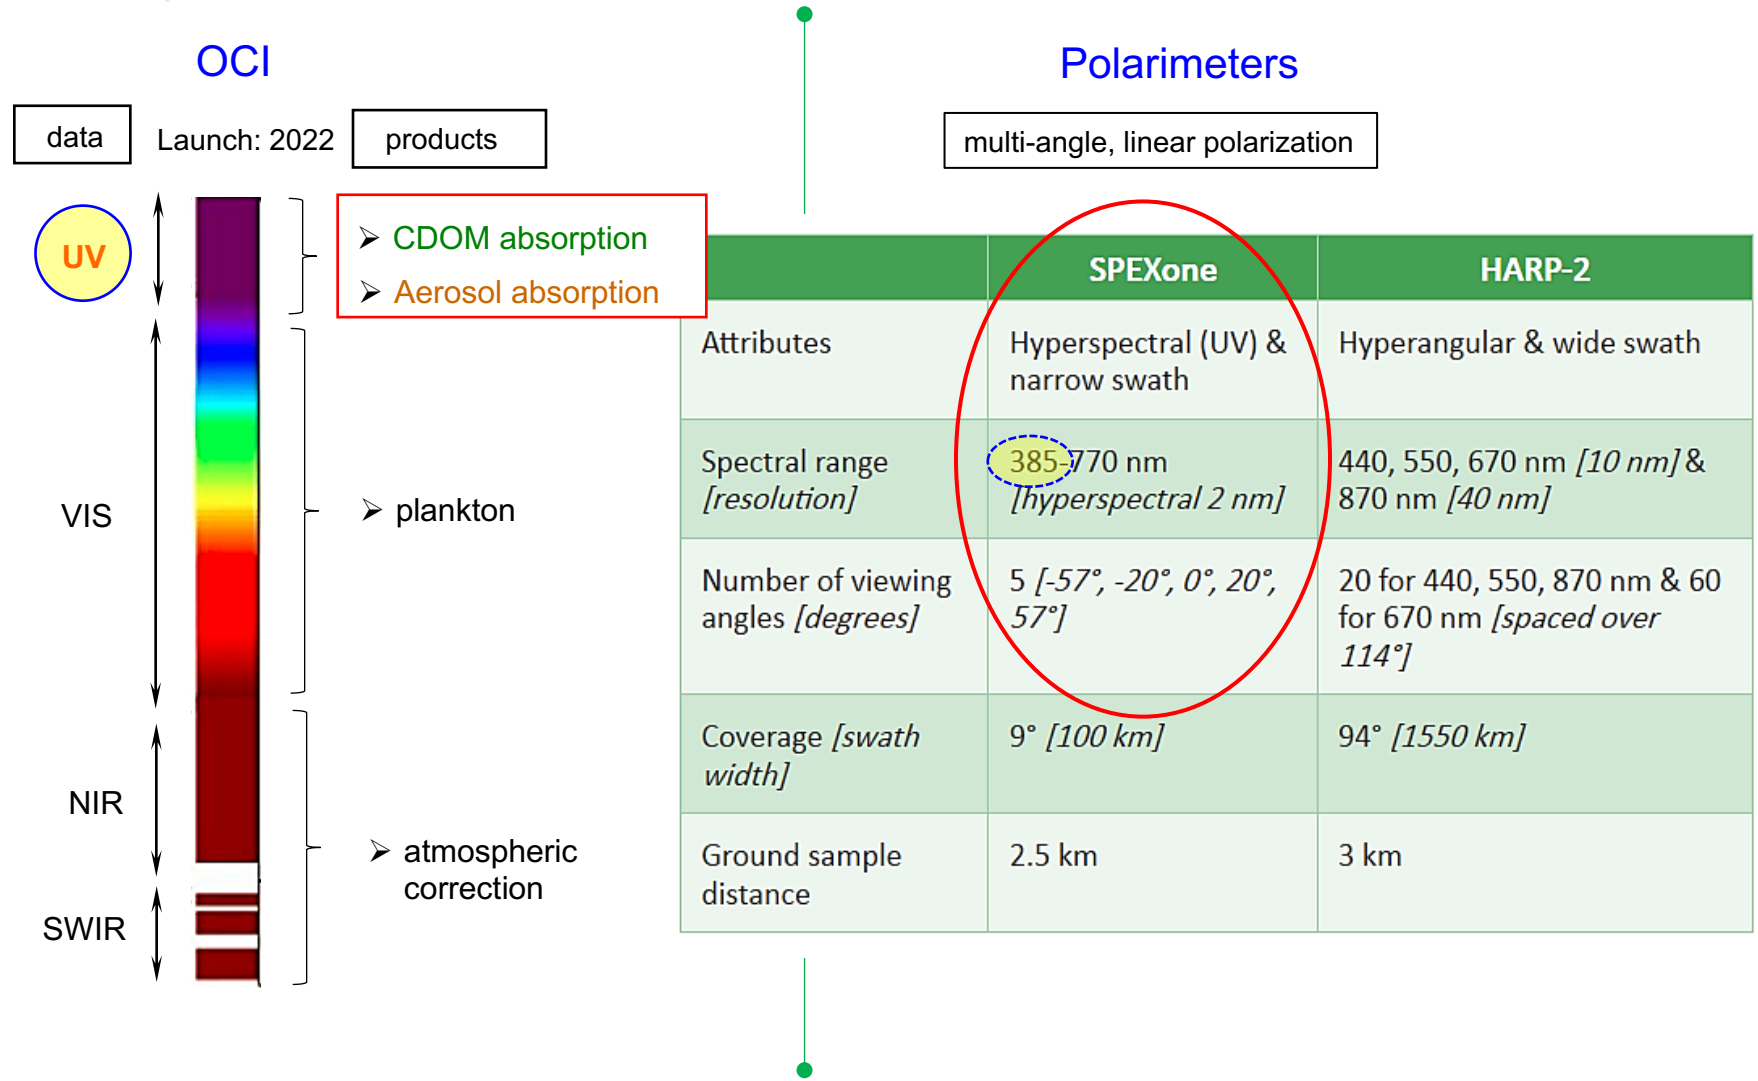 OCI
data
Launch: 2022
products
UV
➢ CDOM absorption
➢ Aerosol absorption
VIS
➢ plankton
NIR
➢ atmospheric
correction
SWIR
Polarimeters
multi-angle, linear polarization
SPEXone
HARP-2
Attributes
Hyperspectral (UV) &
narrow swath
Hyperangular & wide swath
Spectral range
[resolution]
385-770 nm
[hyperspectral 2 nm]
440, 550, 670 nm [10 nm] &
870 nm [40 nm]
Number of viewing
angles [degrees]
5 [-57°, -20°, 0°, 20°,
57°]
20 for 440, 550, 870 nm & 60
for 670 nm [spaced over
114°]
Coverage [swath
width]
9° [100 km]
94° [1550 km]
Ground sample
distance
2.5 km
3 km